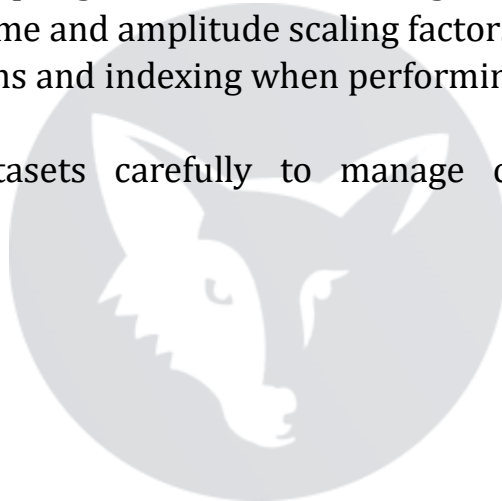 me and amplitude scaling factor
ns and indexing when performin
tasets carefully to manage